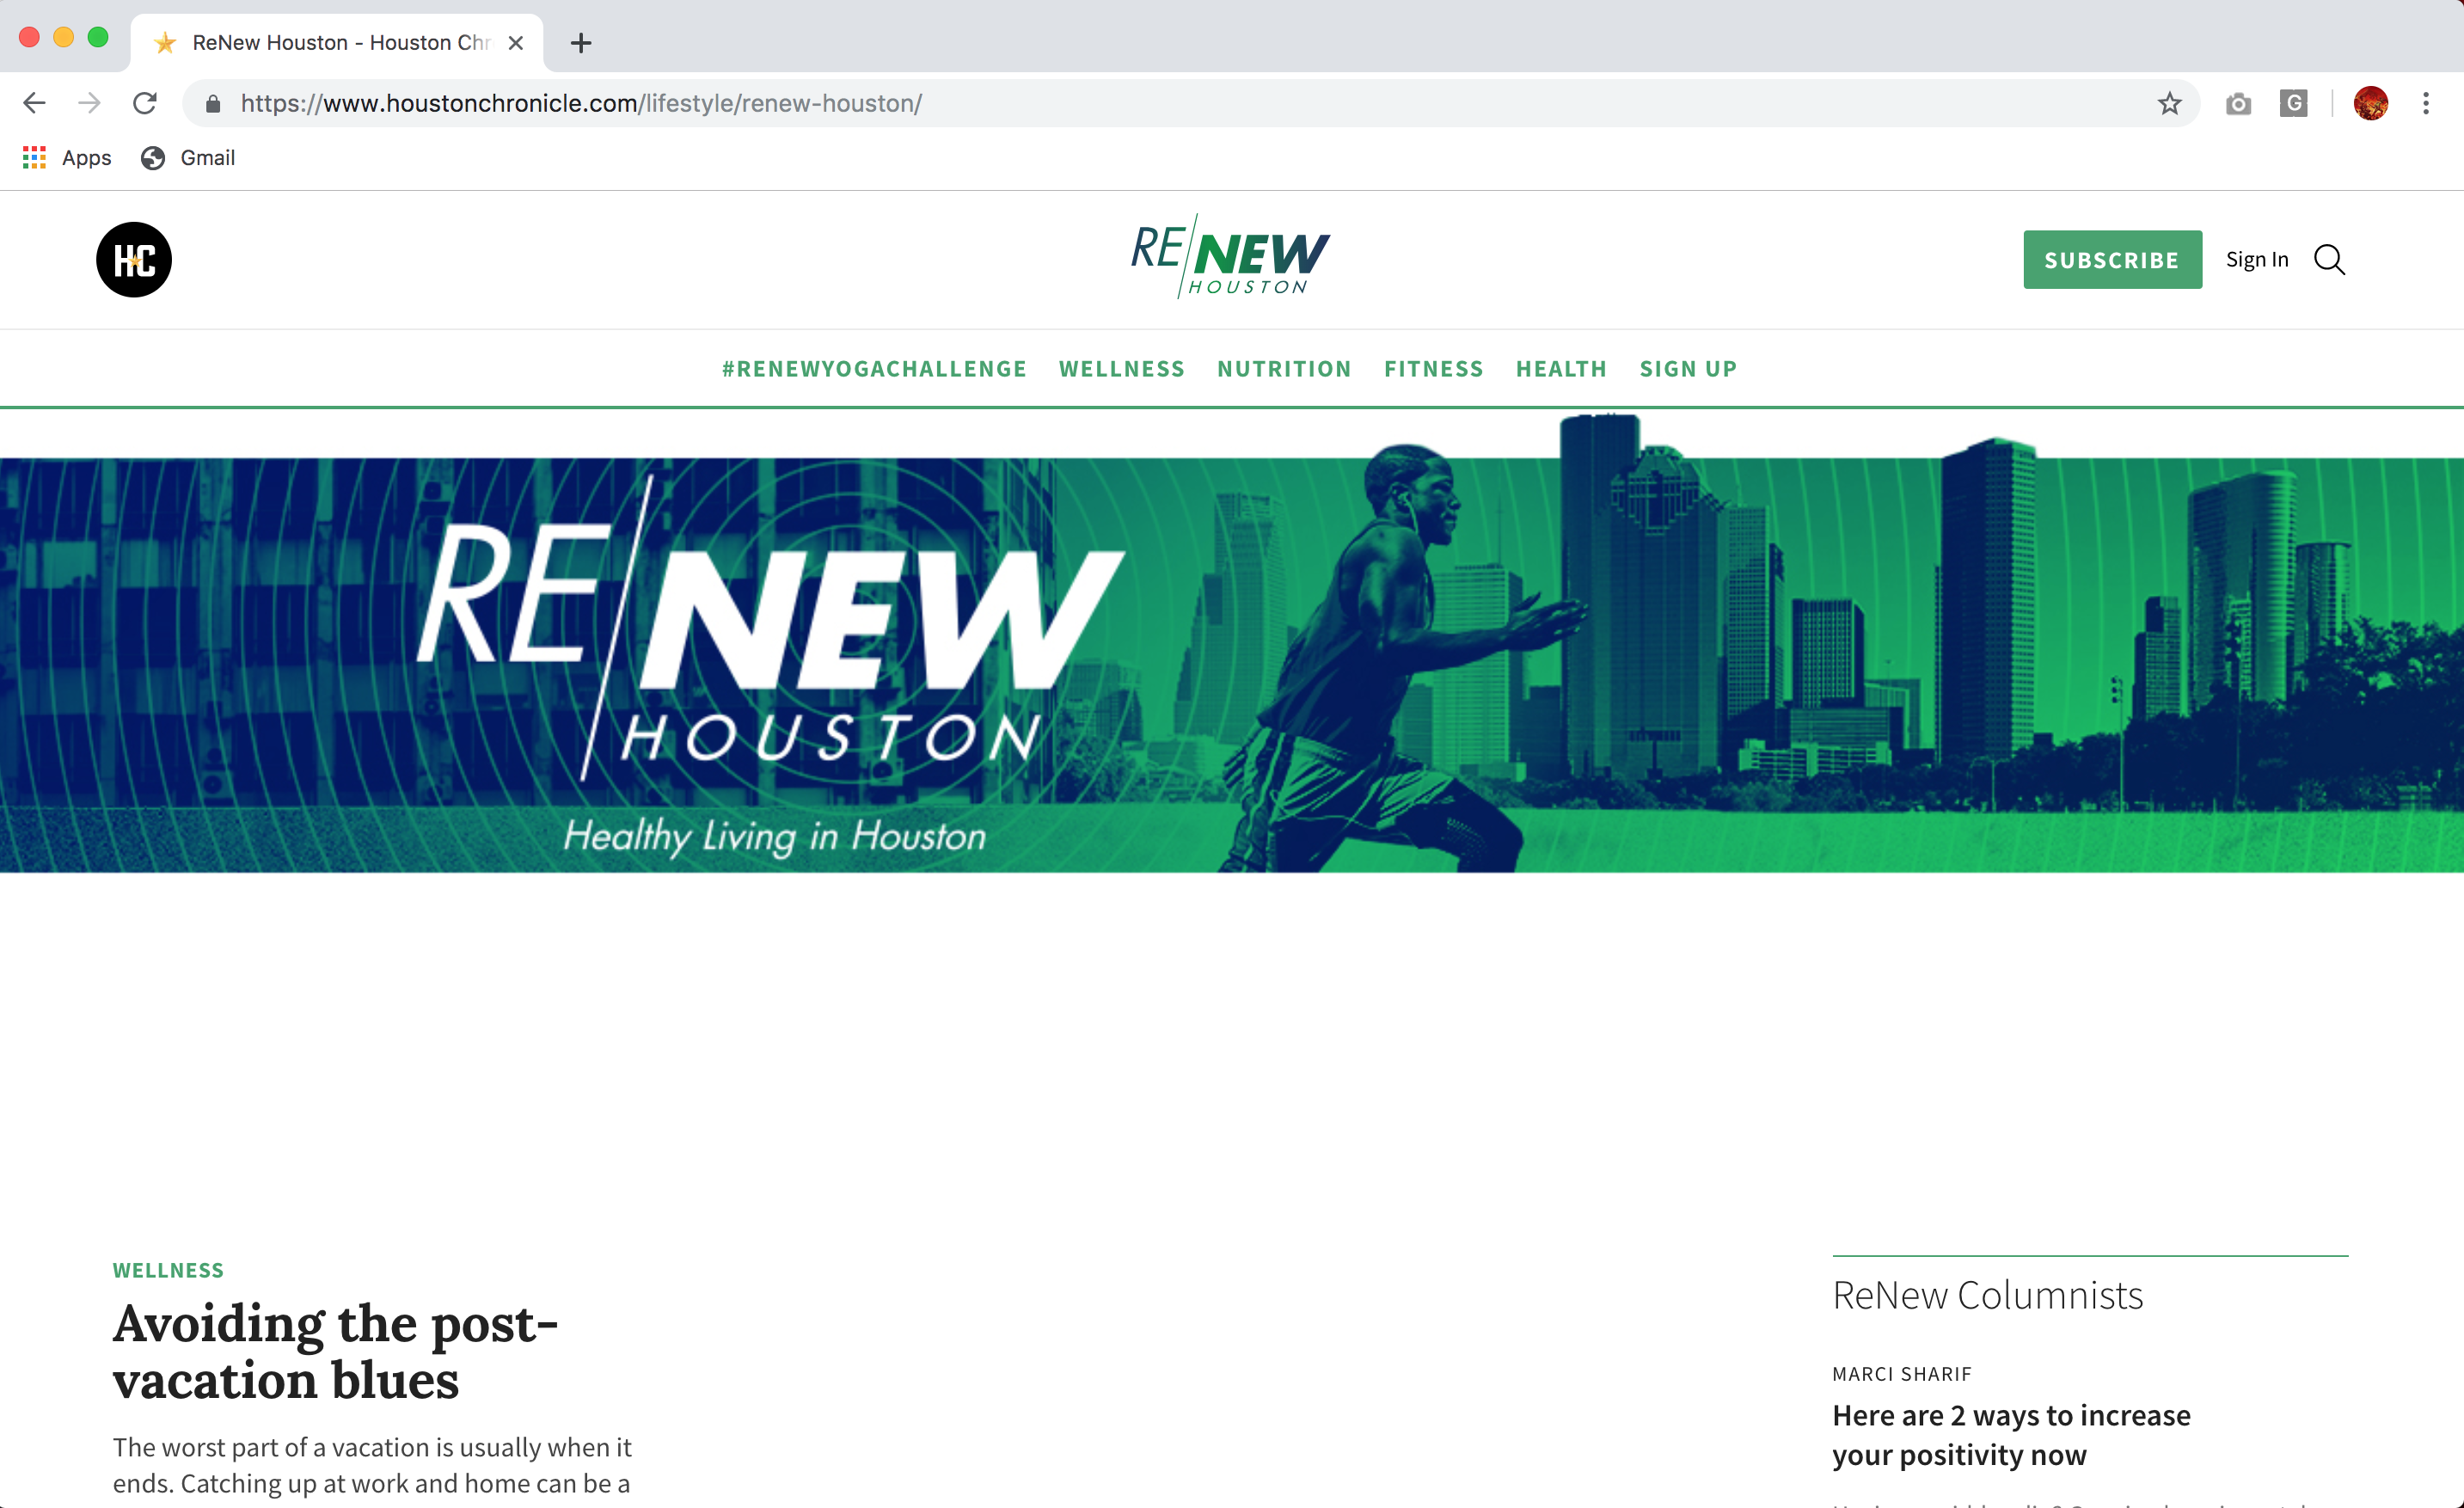 ReNew Houston - Houston Chr
https://www.houstonchronicle.com/lifestyle/renew-houston/
G
Apps
Gmail
HC
RE/NEW
HOUSTON
SUBSCRIBE
Sign In
#RENEWYOGACHALLENGE WELLNESS NUTRITION FITNESS HEALTH SIGN UP
RE/NEW
HOUSTON
Healthy Living in Houston
WELLNESS
Avoiding the post-
vacation blues
The worst part of a vacation is usually when it
ends. Catching up at work and home can be a
ReNew Columnists
MARCI SHARIF
Here are 2 ways to increase
your positivity now